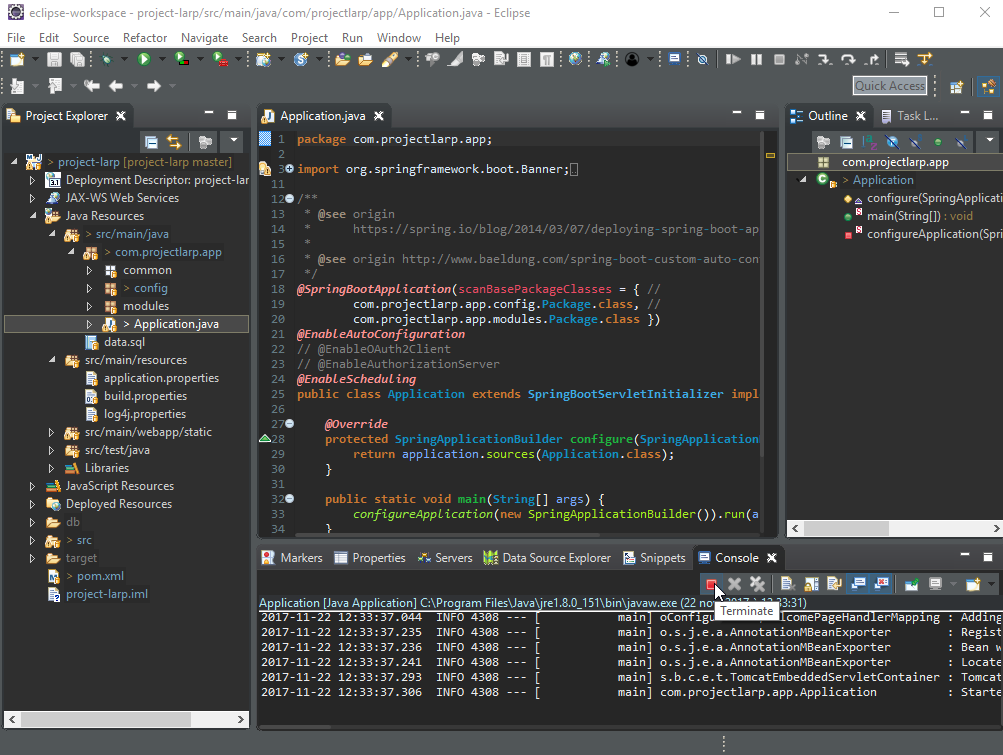 eclipse-workspace - project-larp/src/main/java/com/projectlarp/app/Application.java - Eclipse
File Edit Source Refactor Navigate Search Project Run Window Help
Quick Access
Project Explorer
> project-larp [project-larp master]
Deployment Descriptor: project-lar
JAX-WS Web Services
Java Resources
> src/main/java
> com.projectlarp.app
common
> config
modules
> Application.java
data.sql
src/main/resources
application.properties
build.properties
log4j.properties
src/main/webapp/static
src/test/java
Libraries
JavaScript Resources
Deployed Resources
db
> src
target
> pom.xml
project-larp.iml
Application.java
1 package com.projectlarp.app;
2
3 import org.springframework.boot.Banner;
11
12 /**
13 * @see origin
14 * https://spring.io/blog/2014/03/07/deploying-spring-boot-ap
15 *
16 * @see origin http://www.baeldung.com/spring-boot-custom-auto-con
17 */
18 @SpringBootApplication(scanBasePackageClasses = { //
19 com.projectlarp.app.config.Package.class, //
20 com.projectlarp.app.modules.Package.class })
21 @EnableAutoConfiguration
22 // @EnableOAuth2Client
23 // @EnableAuthorizationServer
24 @EnableScheduling
25 public class Application extends SpringBootServletInitializer impl
26
27 @Override
28 protected SpringApplicationBuilder configure(SpringApplication
29 return application.sources(Application.class);
30 }
31
32 public static void main(String[] args) {
33 configureApplication(new SpringApplicationBuilder()).run(a
34 }
Outline Task L...
com.projectlarp.app
> Application
configure(SpringApplicati
main(String[]) : void
configureApplication(Spri
Markers Properties Servers Data Source Explorer Snippets Console
Application [Java Application] C:\Program Files\Java\jre1.8.0_151\bin\javaw.exe (22 no 33:31)
Terminate
2017-11-22 12:33:37.044 INFO 4308 --- [ main] oConfigu lcomePageHandlerMapping : Adding
2017-11-22 12:33:37.235 INFO 4308 --- [ main] o.s.j.e.a.AnnotationMBeanExporter : Regist
2017-11-22 12:33:37.236 INFO 4308 --- [ main] o.s.j.e.a.AnnotationMBeanExporter : Bean w
2017-11-22 12:33:37.241 INFO 4308 --- [ main] o.s.j.e.a.AnnotationMBeanExporter : Locate
2017-11-22 12:33:37.293 INFO 4308 --- [ main] s.b.c.e.t.TomcatEmbeddedServletContainer : Tomcat
2017-11-22 12:33:37.306 INFO 4308 --- [ main] com.projectlarp.app.Application : Starte